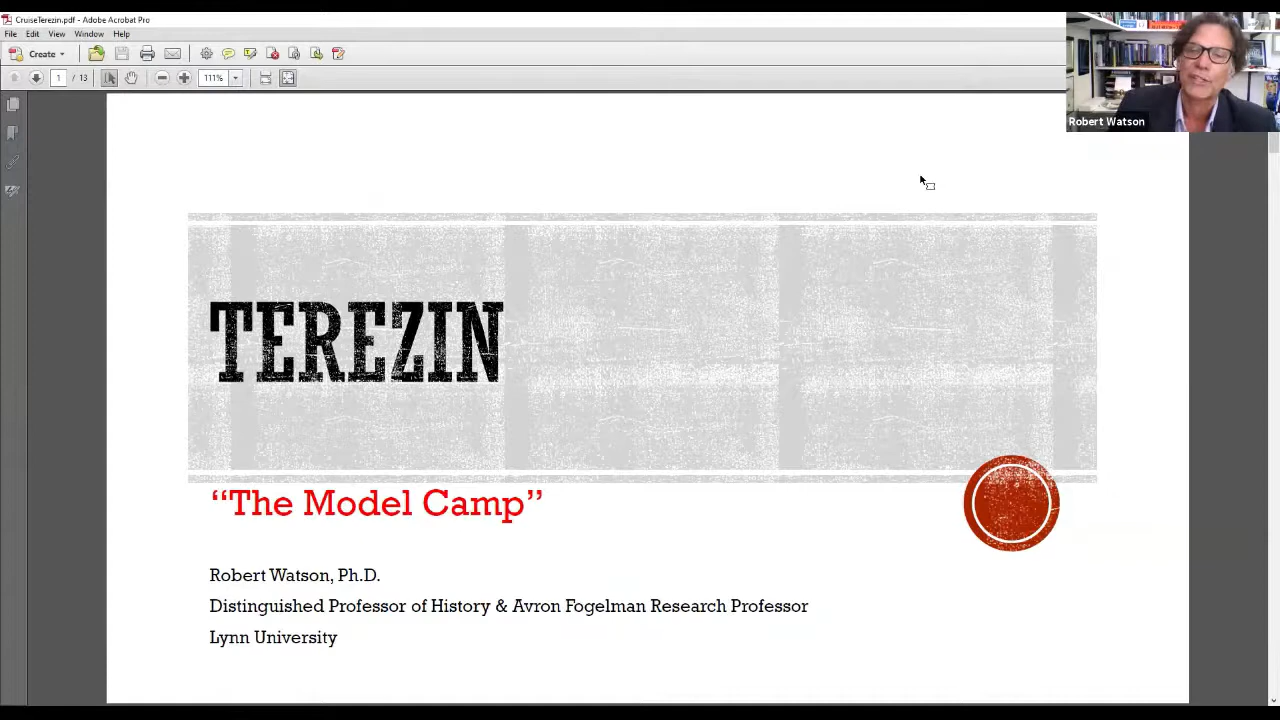 CruiseTerezin.pdf - Adobe Acrobat Pro
File Edit View Window Help
Create
1 / 13 111%
Robert Watson
TEREZIN
“The Model Camp”
Robert Watson, Ph.D.
Distinguished Professor of History & Avron Fogelman Research Professor
Lynn University